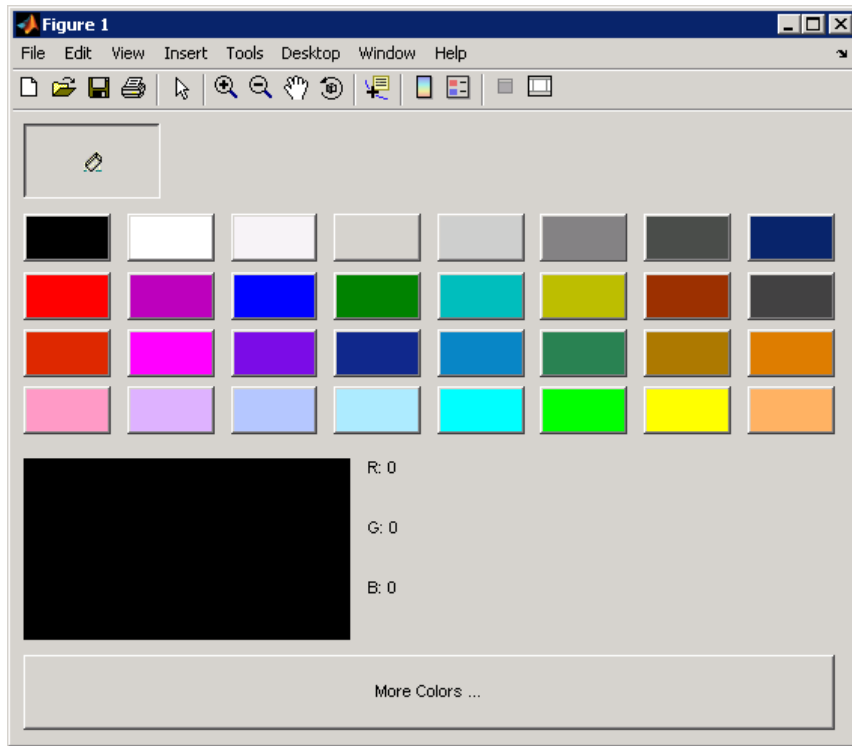 Figure 1
File Edit View Insert Tools Desktop Window Help
R: 0
G: 0
B: 0
More Colors ...